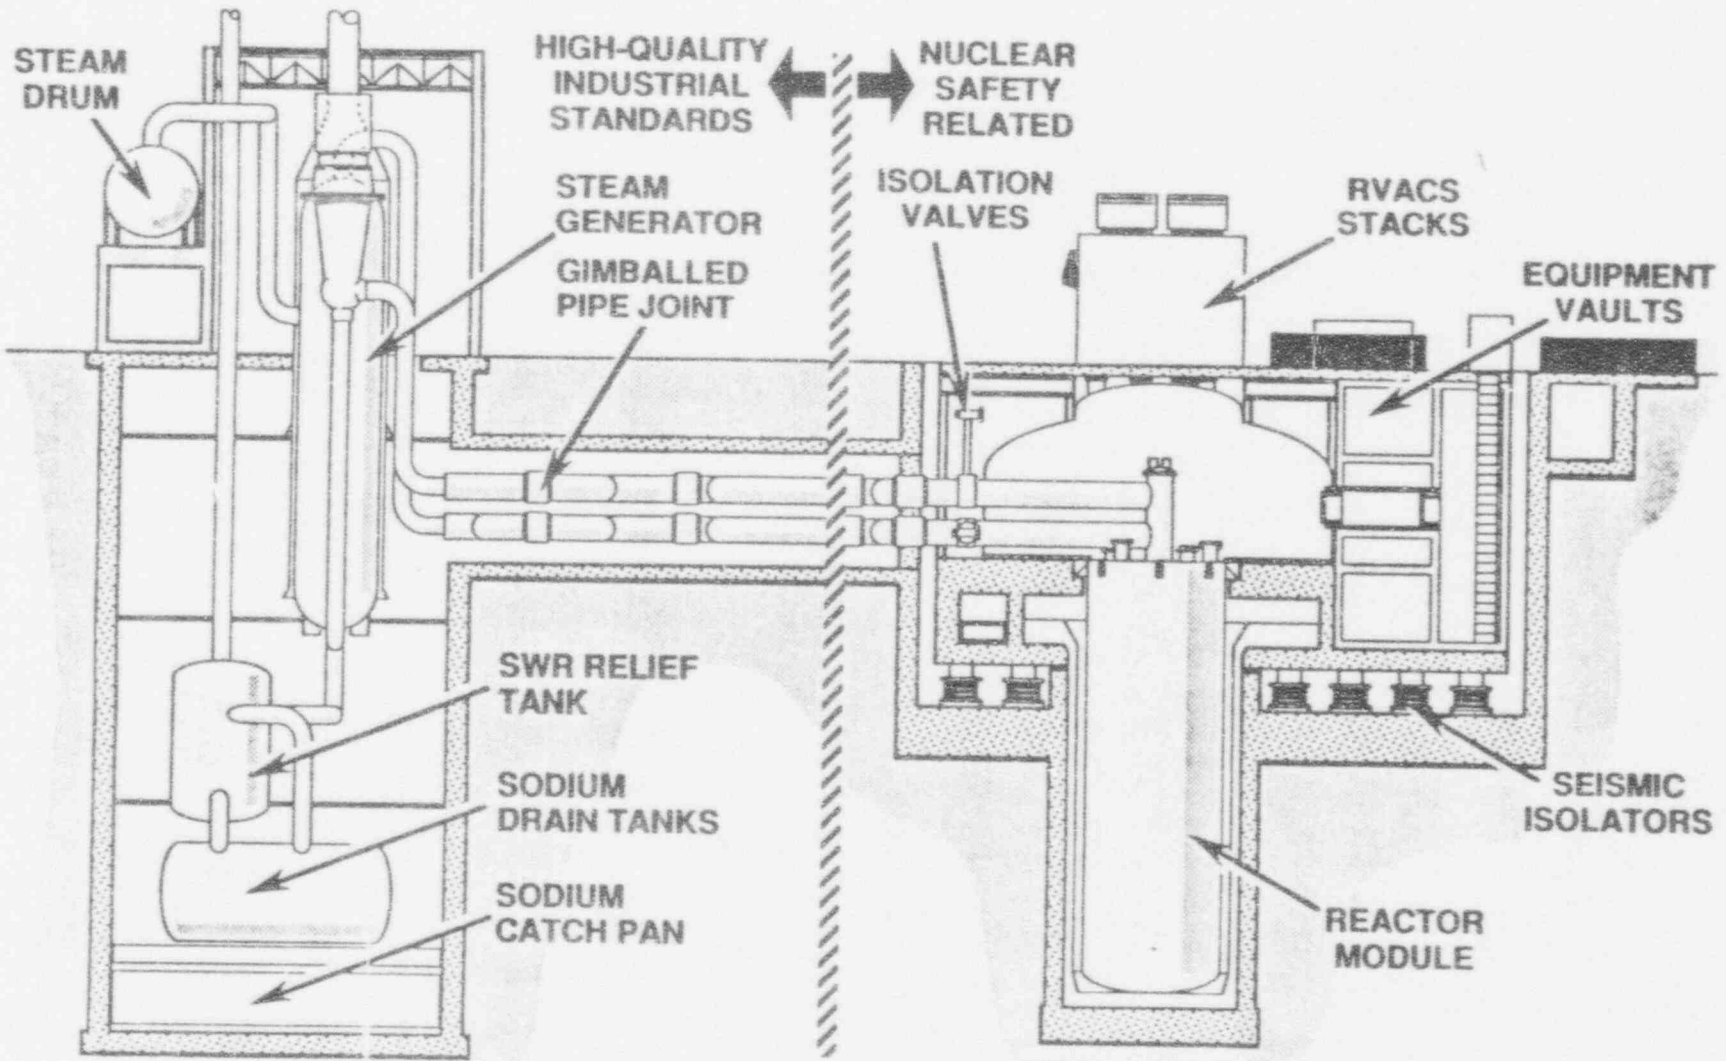 STEAM
DRUM
HIGH-QUALITY
INDUSTRIAL
STANDARDS
NUCLEAR
SAFETY
RELATED
STEAM
GENERATOR
GIMBALLED
PIPE JOINT
ISOLATION
VALVES
RVACS
STACKS
EQUIPMENT
VAULTS
SWR RELIEF
TANK
SODIUM
DRAIN TANKS
SODIUM
CATCH PAN
SEISMIC
ISOLATORS
REACTOR
MODULE